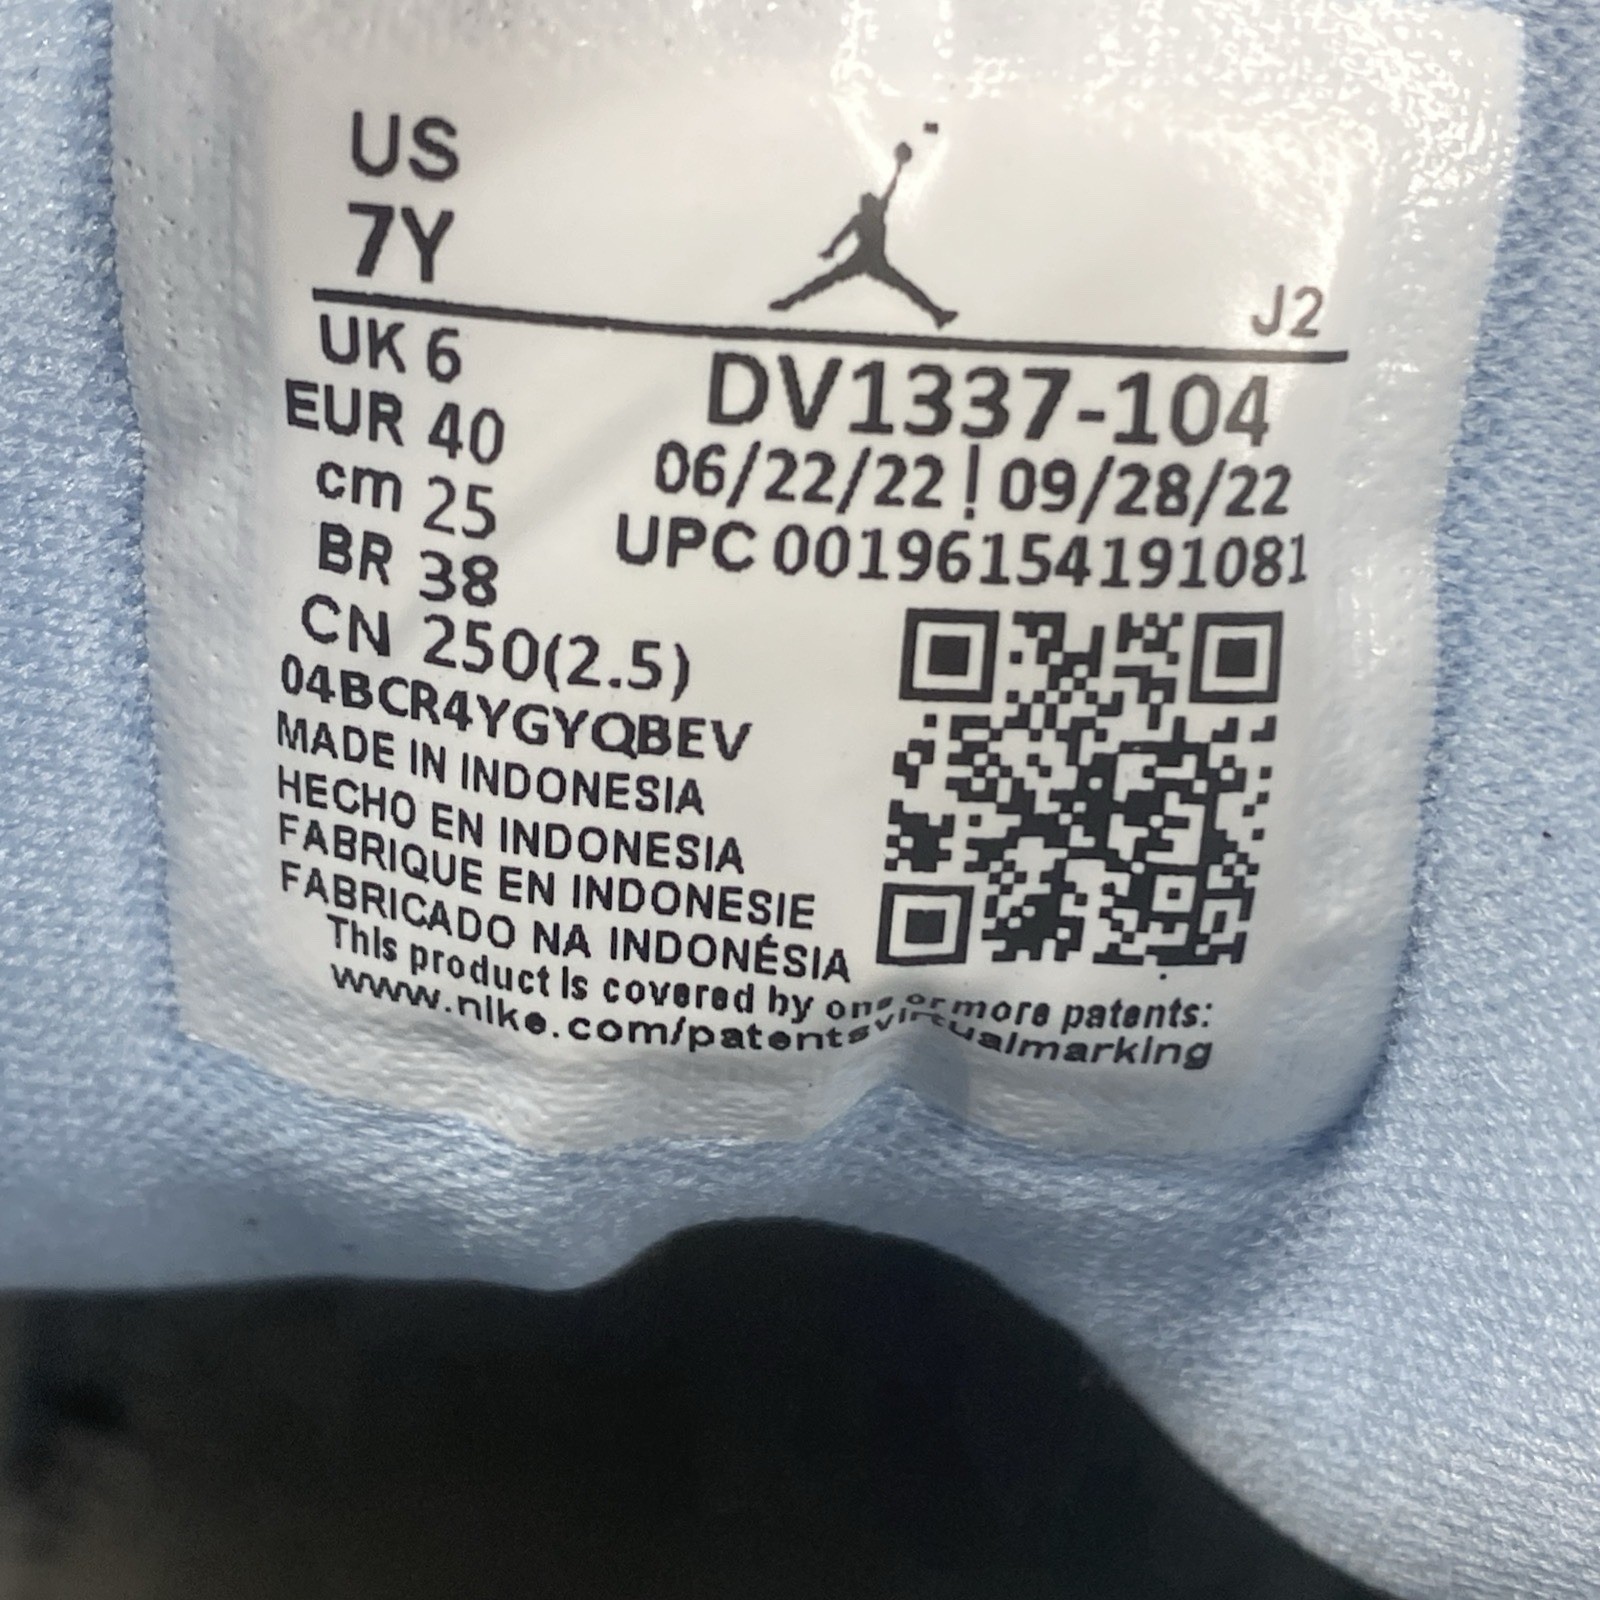 US
7Y
J2
UK 6
EUR 40
cm 25
BR 38
CN 250(2.5)
DV1337-104
06/22/22 ! 09/28/22
UPC 00196154191081
04BCR4YGYQBEV
MADE IN INDONESIA
HECHO EN INDONESIA
FABRIQUE EN INDONESIE
FABRICADO NA INDONÉSIA
This product is covered by one or more patents:
www.nike.com/patentsvirtualmarking